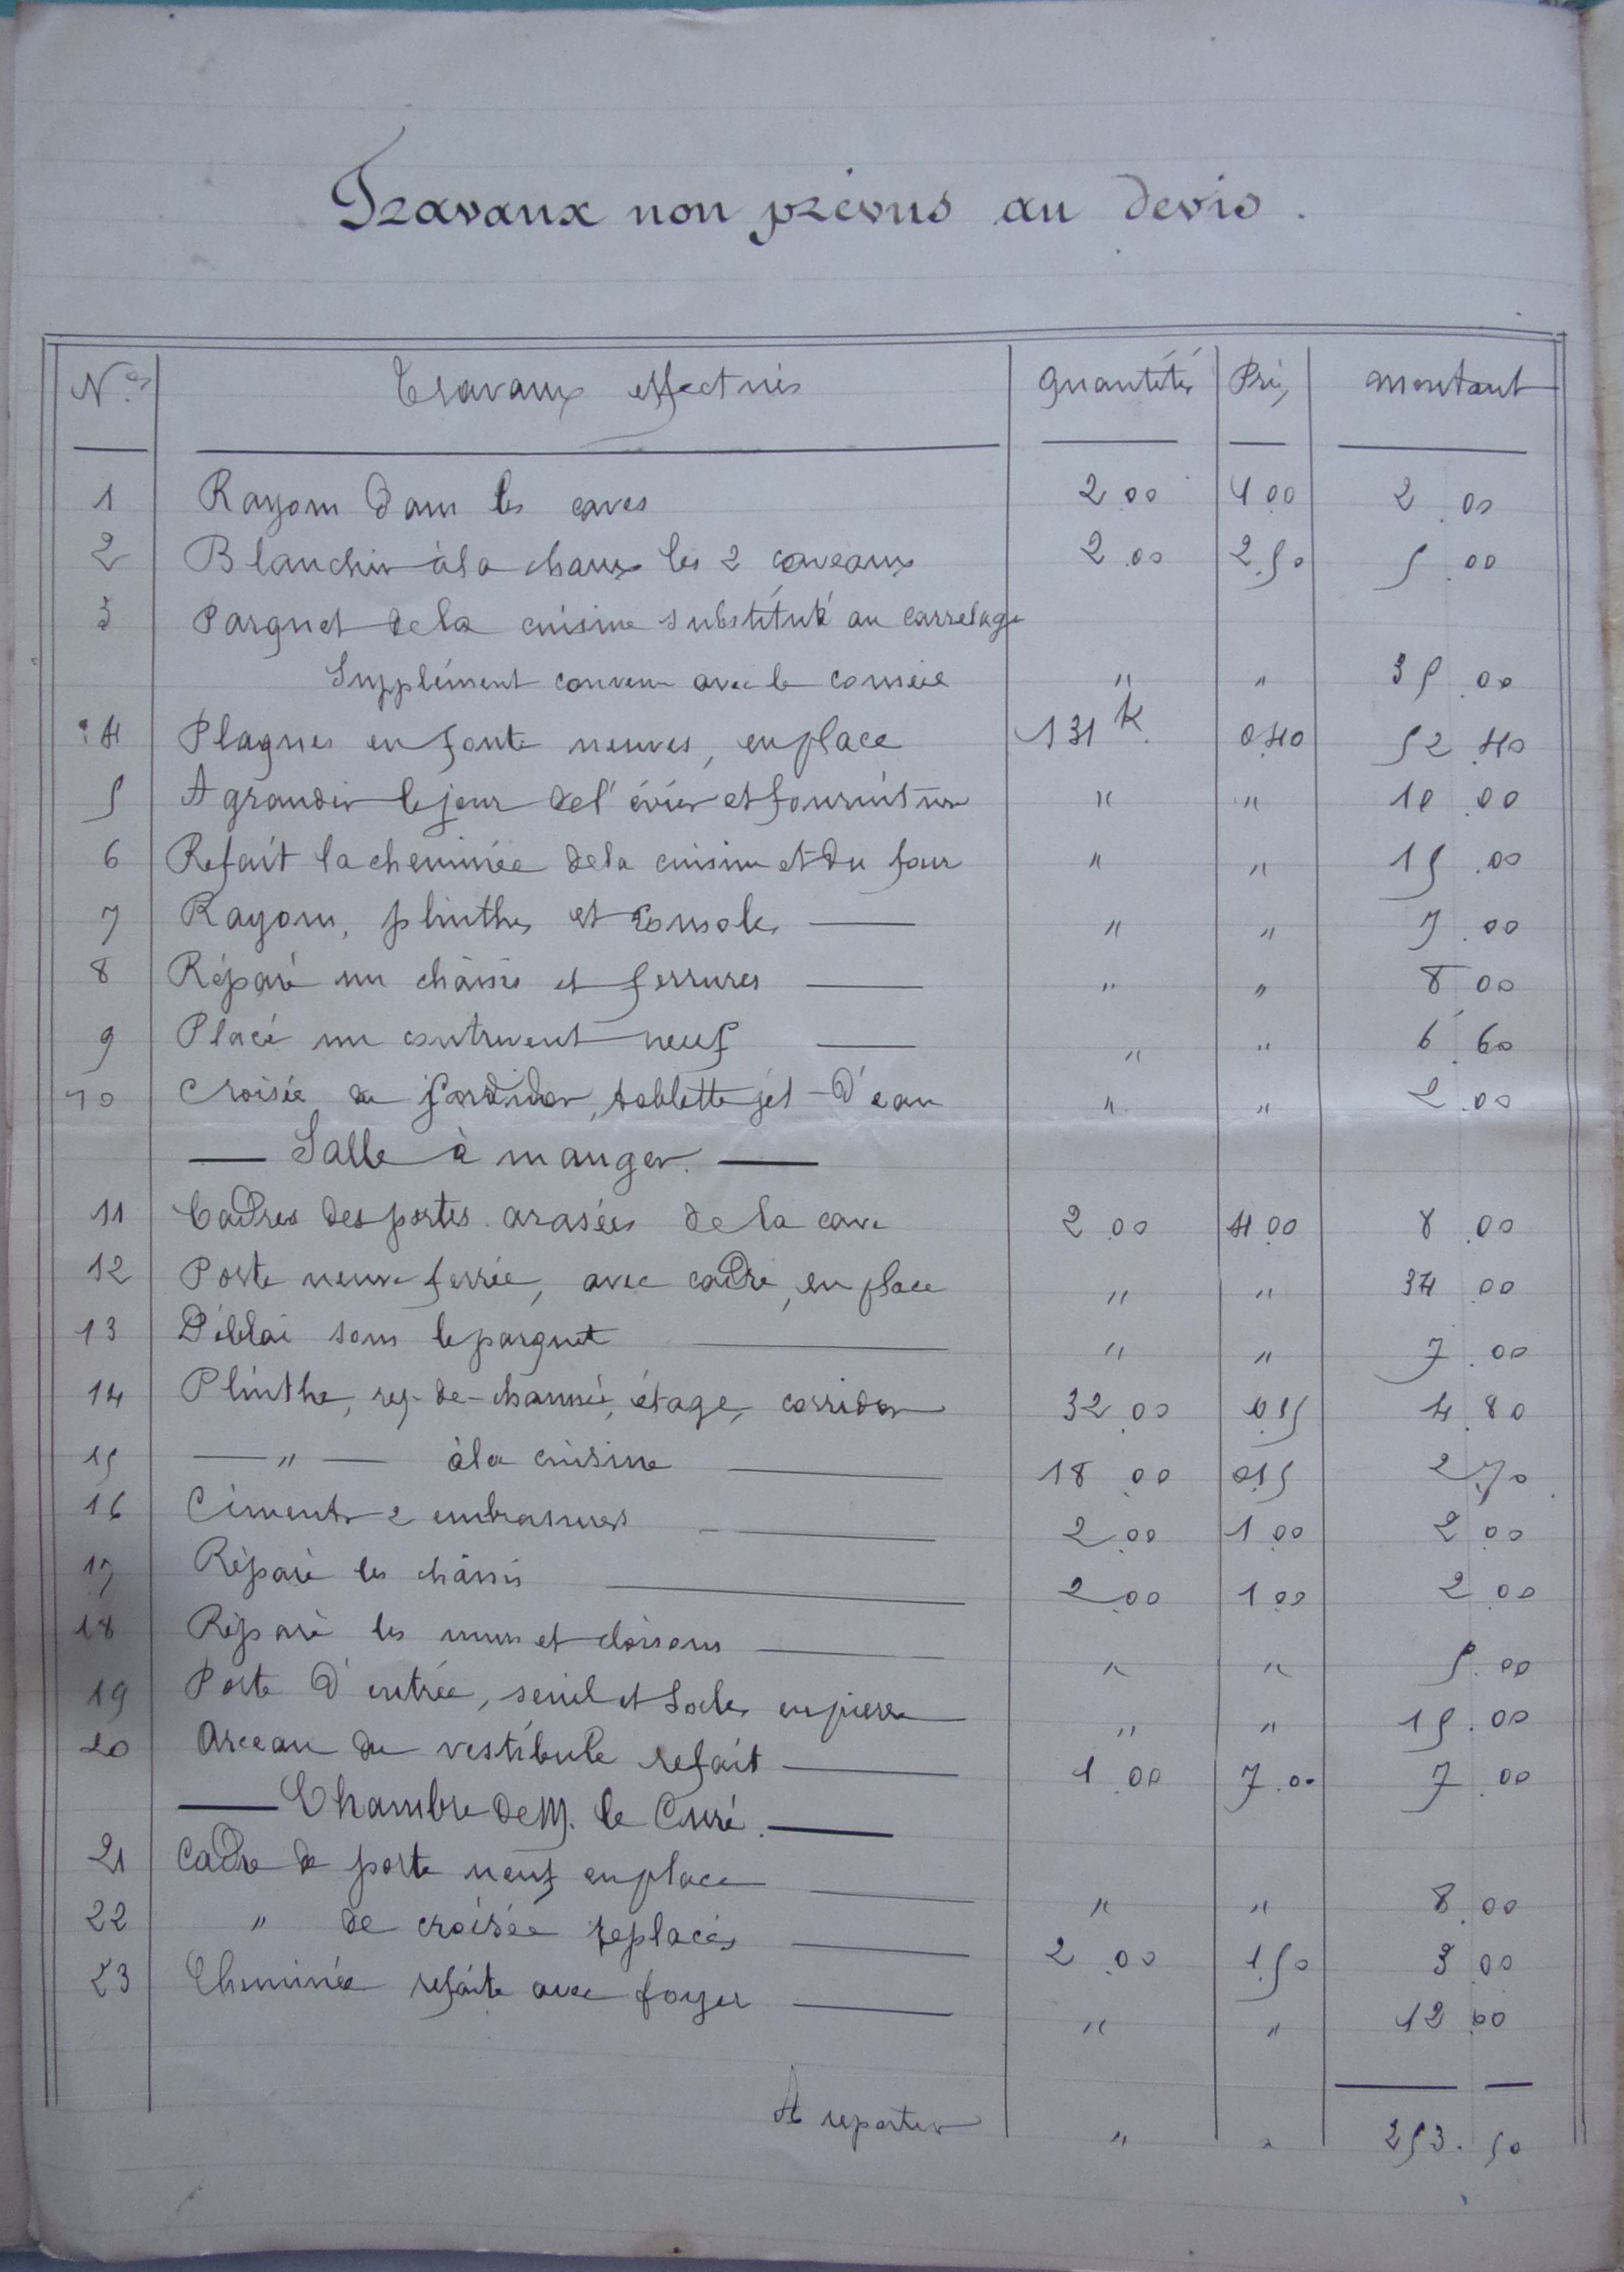 Travaux non prévus au devis.
Nos Travaux effectués Quantités Prix Montant
1 Rayons dans les caves 2.00 1.00 2.00
2 Blanchir à la chaux les 2 caveaux 2.00 2.50 5.00
3 Parquet de la cuisine substitué au carrelage
Supplément convenu avec le conseil " " 35.00
4 Plaques en fonte neuves, en place 131 K. 0.40 52.40
5 Agrandir le jour de l'évier et fourniture " " 10.00
6 Refait la cheminée de la cuisine et du four " " 15.00
7 Rayons, plinthes et consoles " " 7.00
8 Réparé un châssis et ferrures " " 8.00
9 Placé un contrevent neuf " " 6.60
10 Croisée du corridor, tablette jet-d'eau " " 2.00
Salle à manger.
11 Cadres des portes arasées de la cave 2.00 4.00 8.00
12 Porte neuve ferrée, avec cadre, en place " " 34.00
13 Déblai sous le parquet " " 7.00
14 Plinthe, rez-de-chaussée, étage, corridor 32.00 0.15 4.80
15 " à la cuisine 18.00 0.15 2.70
16 Cimenter 2 embrasures 2.00 1.00 2.00
17 Réparé les châssis 2.00 1.00 2.00
18 Réparé les murs et cloisons " " 5.00
19 Porte d'entrée, seuil et socles en pierre " " 15.00
20 Arceau du vestibule refait 1.00 7.00 7.00
Chambre de M. le Curé.
21 Cadre de porte neuf en place " " 8.00
22 " de croisée replacés 2.00 1.50 3.00
23 Cheminée refaite avec foyer " " 12.00
A reporter " " 253.50